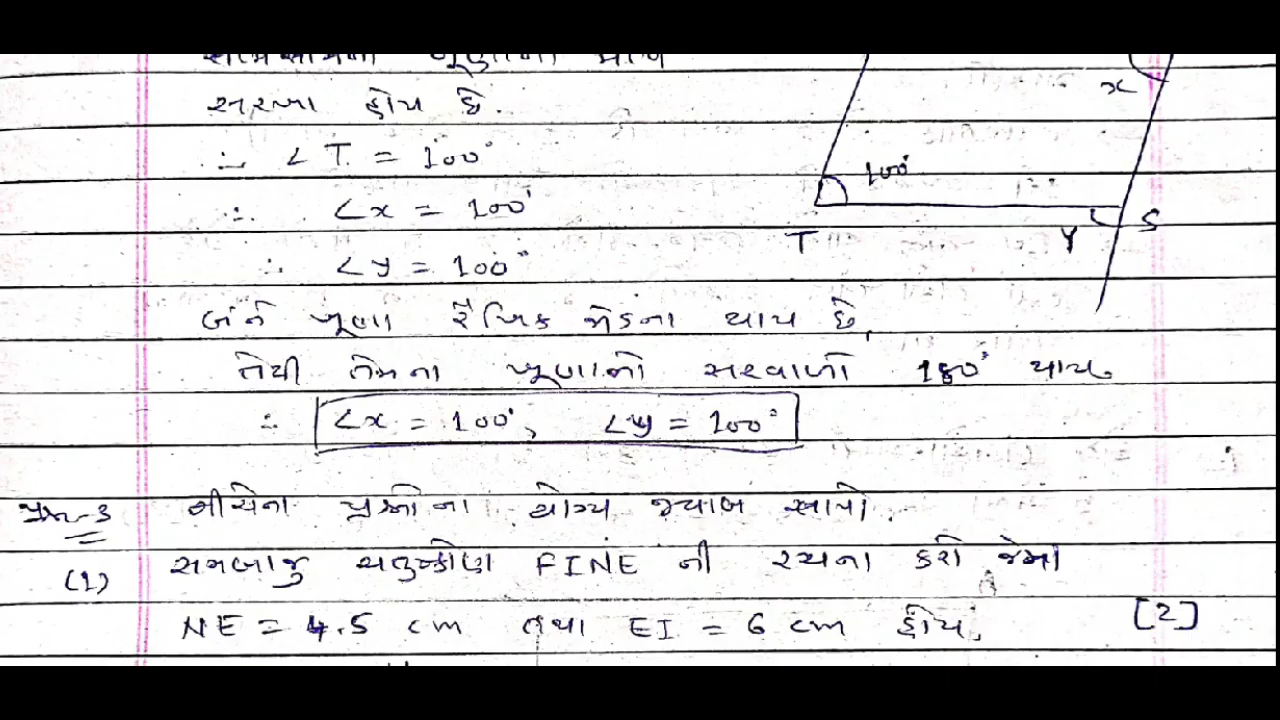 સરખા હોય છે.
∴ ∠T = 100°
x
100°
∴ ∠x = 100°
T
Y
S
∴ ∠y = 100°
બંને ખૂણા રૈખિક જોડના થાય છે,
તેથી તેમના ખૂણાનો સરવાળો 180° થાય.
∴ ∠x = 100°, ∠y = 100°
પ્રશ્ન-3 નીચેના પ્રશ્નોના યોગ્ય જવાબ આપો.
(1) સમબાજુ ચતુષ્કોણ FINE ની રચના કરો જેમાં
NE = 4.5 cm તથા EI = 6 cm હોય. [2]